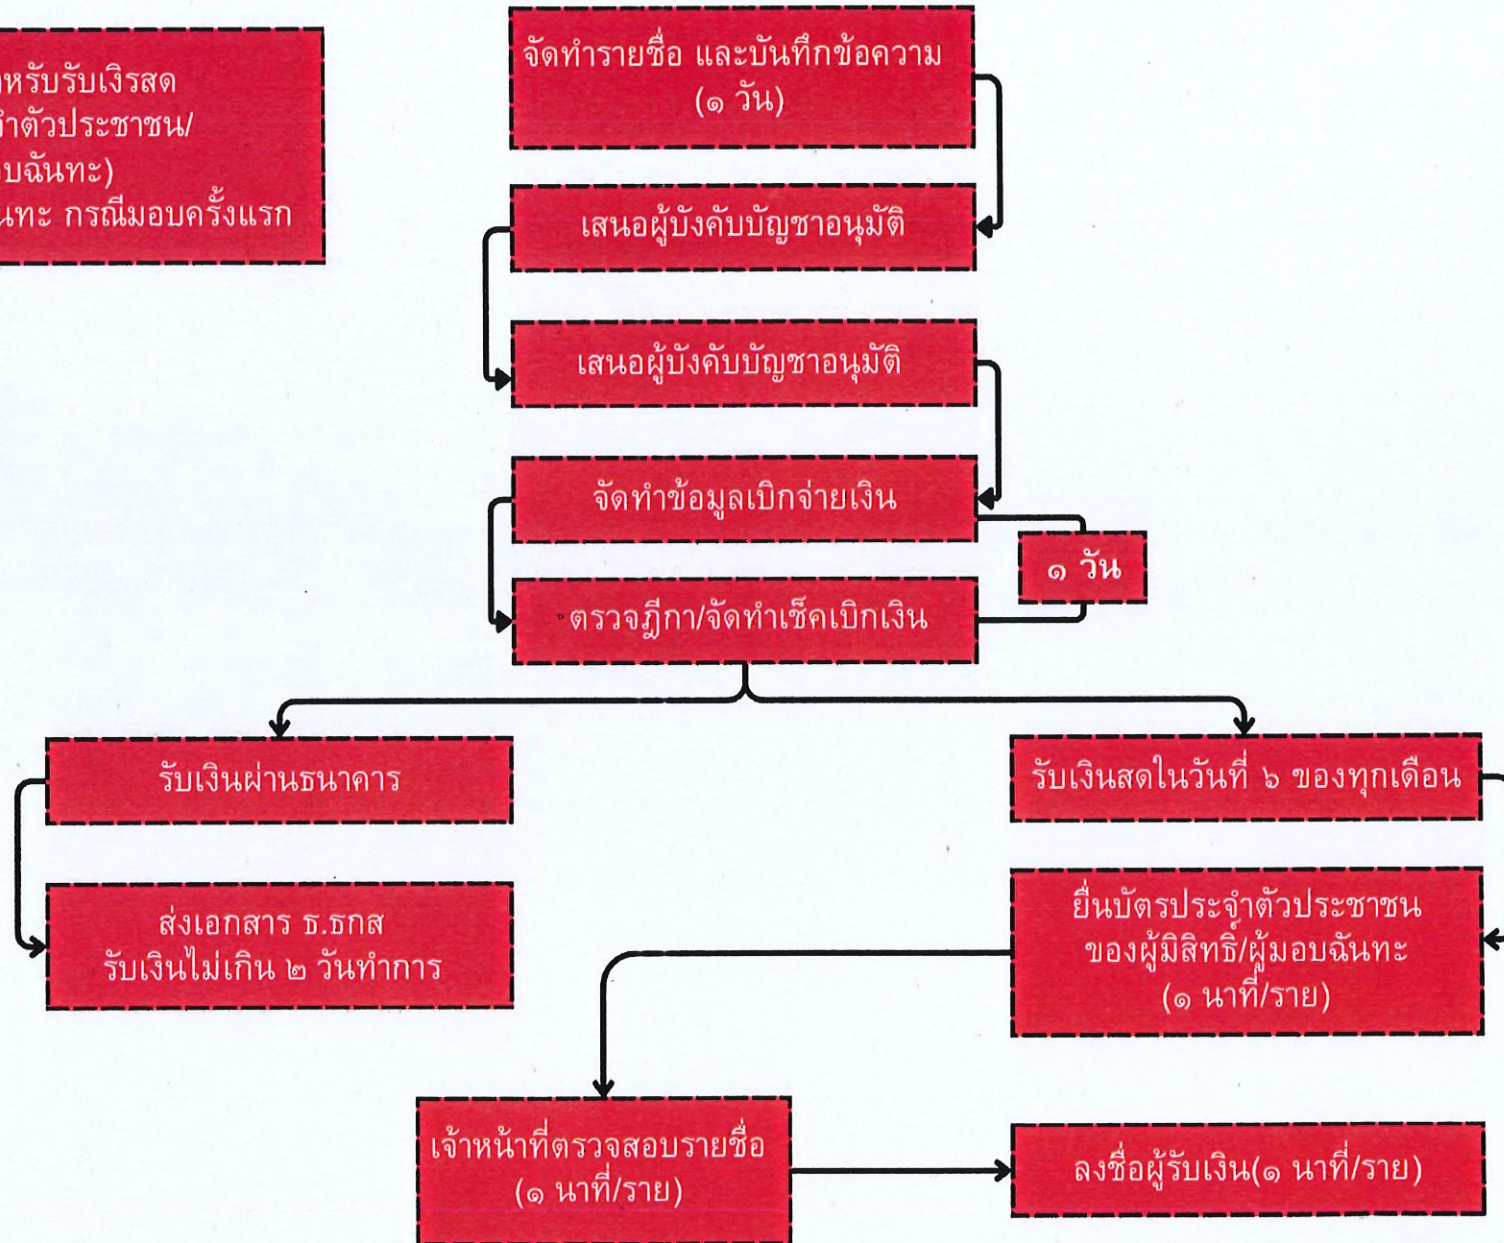 หรับรับเงิรสด
จำตัวประชาชน/
อบฉันทะ)
ันทะ กรณีมอบครั้งแรก
จัดทำรายชื่อ และบันทึกข้อความ
(๑ วัน)
เสนอผู้บังคับบัญชาอนุมัติ
เสนอผู้บังคับบัญชาอนุมัติ
จัดทำข้อมูลเบิกจ่ายเงิน
๑ วัน
ตรวจฎีกา/จัดทำเช็คเบิกเงิน
รับเงินผ่านธนาคาร
รับเงินสดในวันที่ ๖ ของทุกเดือน
ส่งเอกสาร ธ.ธกส
รับเงินไม่เกิน ๒ วันทำการ
ยื่นบัตรประจำตัวประชาชน
ของผู้มิสิทธิ์/ผู้มอบฉันทะ
(๑ นาที่/ราย)
เจ้าหน้าที่ตรวจสอบรายชื่อ
(๑ นาที่/ราย)
ลงชื่อผู้รับเงิน(๑ นาที่/ราย)